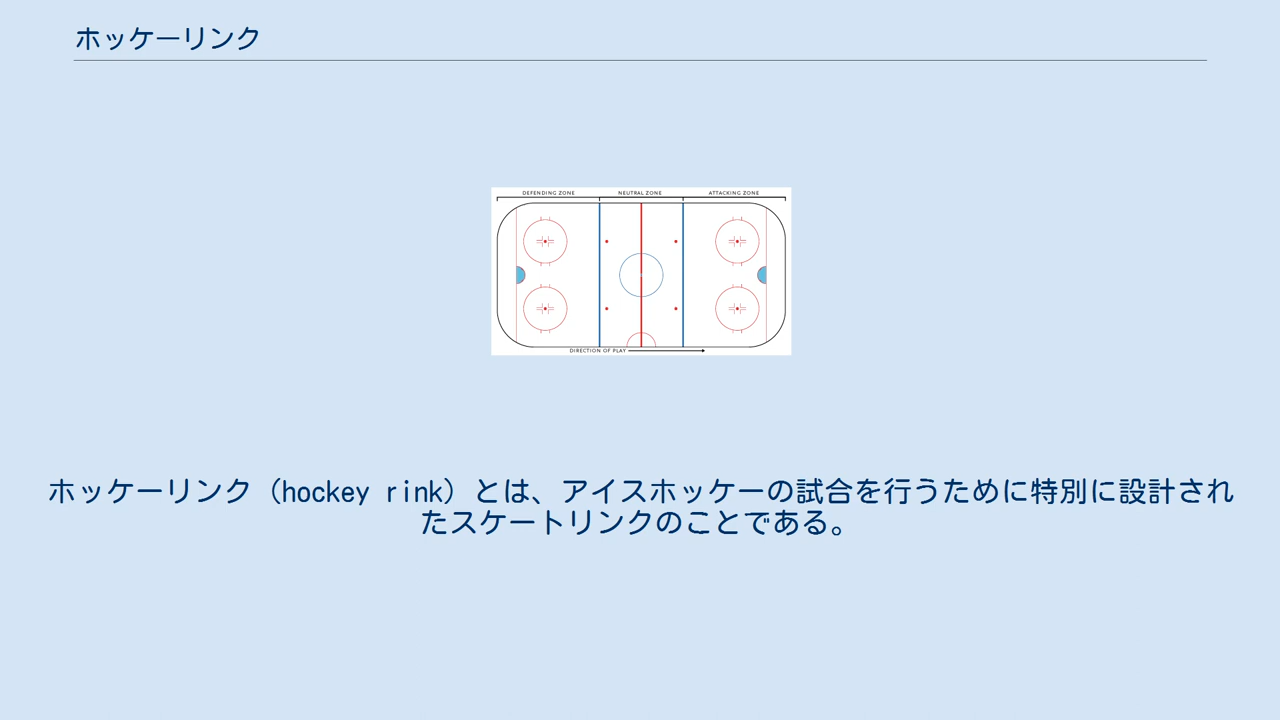 ホッケーリンク
DEFENDING ZONE NEUTRAL ZONE ATTACKING ZONE
DIRECTION OF PLAY
ホッケーリンク（hockey rink）とは、アイスホッケーの試合を行うために特別に設計され
たスケートリンクのことである。